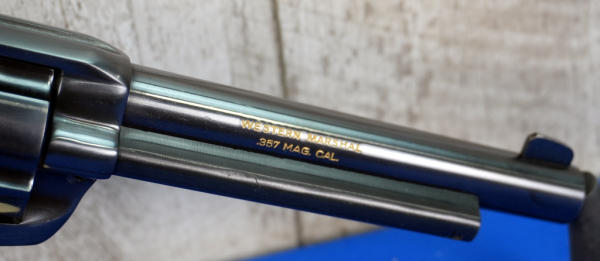 WESTERN MARSHAL
.357 MAG. CAL.